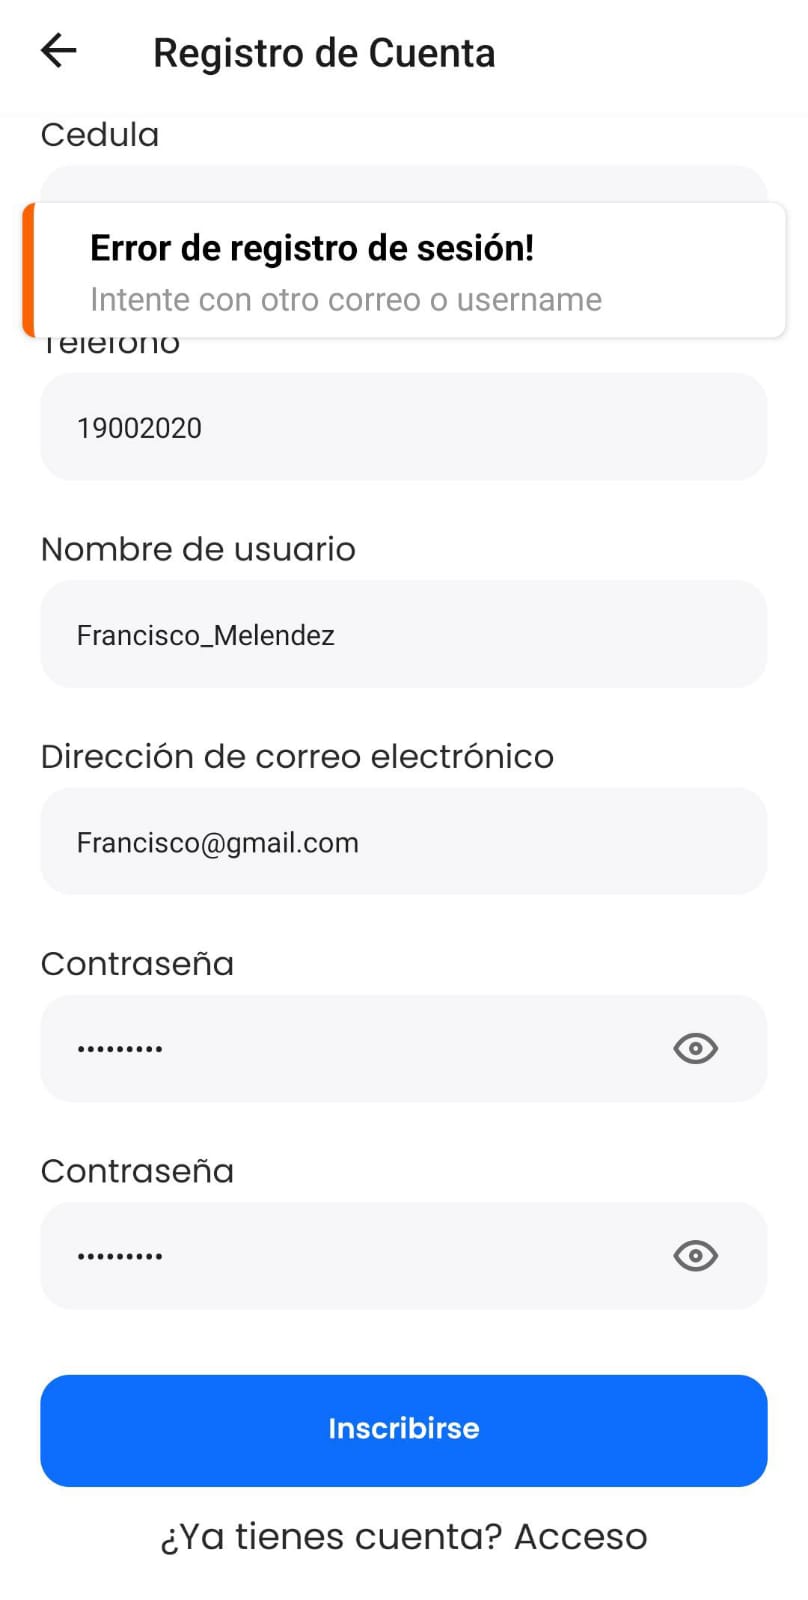 Registro de Cuenta
Cedula
Error de registro de sesión!
Intente con otro correo o username
Teléfono
19002020
Nombre de usuario
Francisco_Melendez
Dirección de correo electrónico
Francisco@gmail.com
Contraseña
•••••••••
Contraseña
•••••••••
Inscribirse
¿Ya tienes cuenta? Acceso